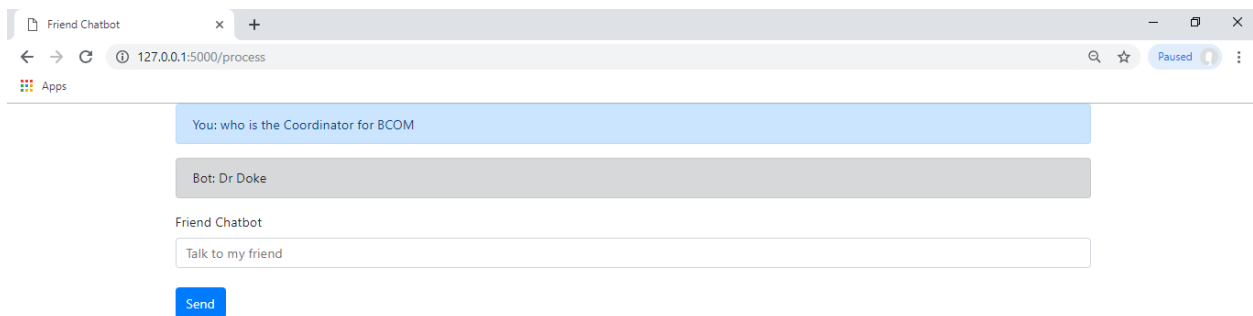 Friend Chatbot
127.0.0.1:5000/process
Paused
Apps
You: who is the Coordinator for BCOM
Bot: Dr Doke
Friend Chatbot
Talk to my friend
Send